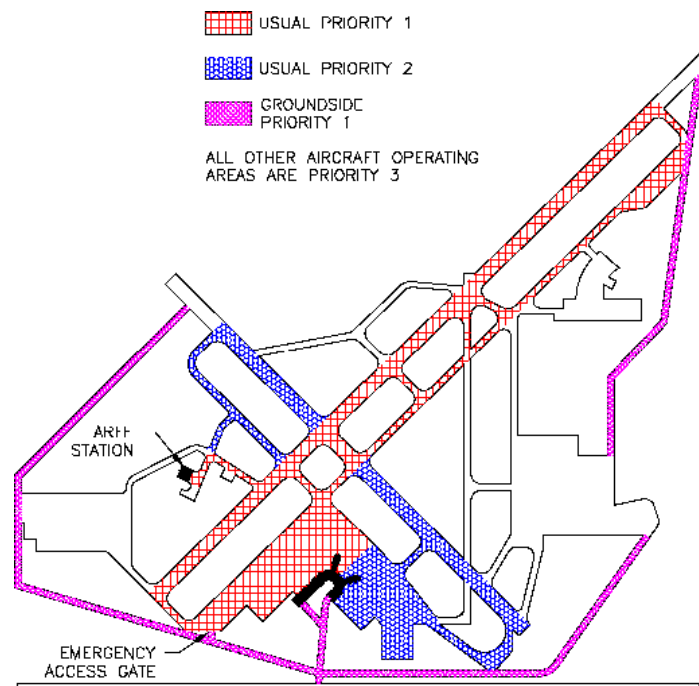 USUAL PRIORITY 1
USUAL PRIORITY 2
GROUNDSIDE
PRIORITY 1
ALL OTHER AIRCRAFT OPERATING
AREAS ARE PRIORITY 3
ARFF
STATION
EMERGENCY
ACCESS GATE